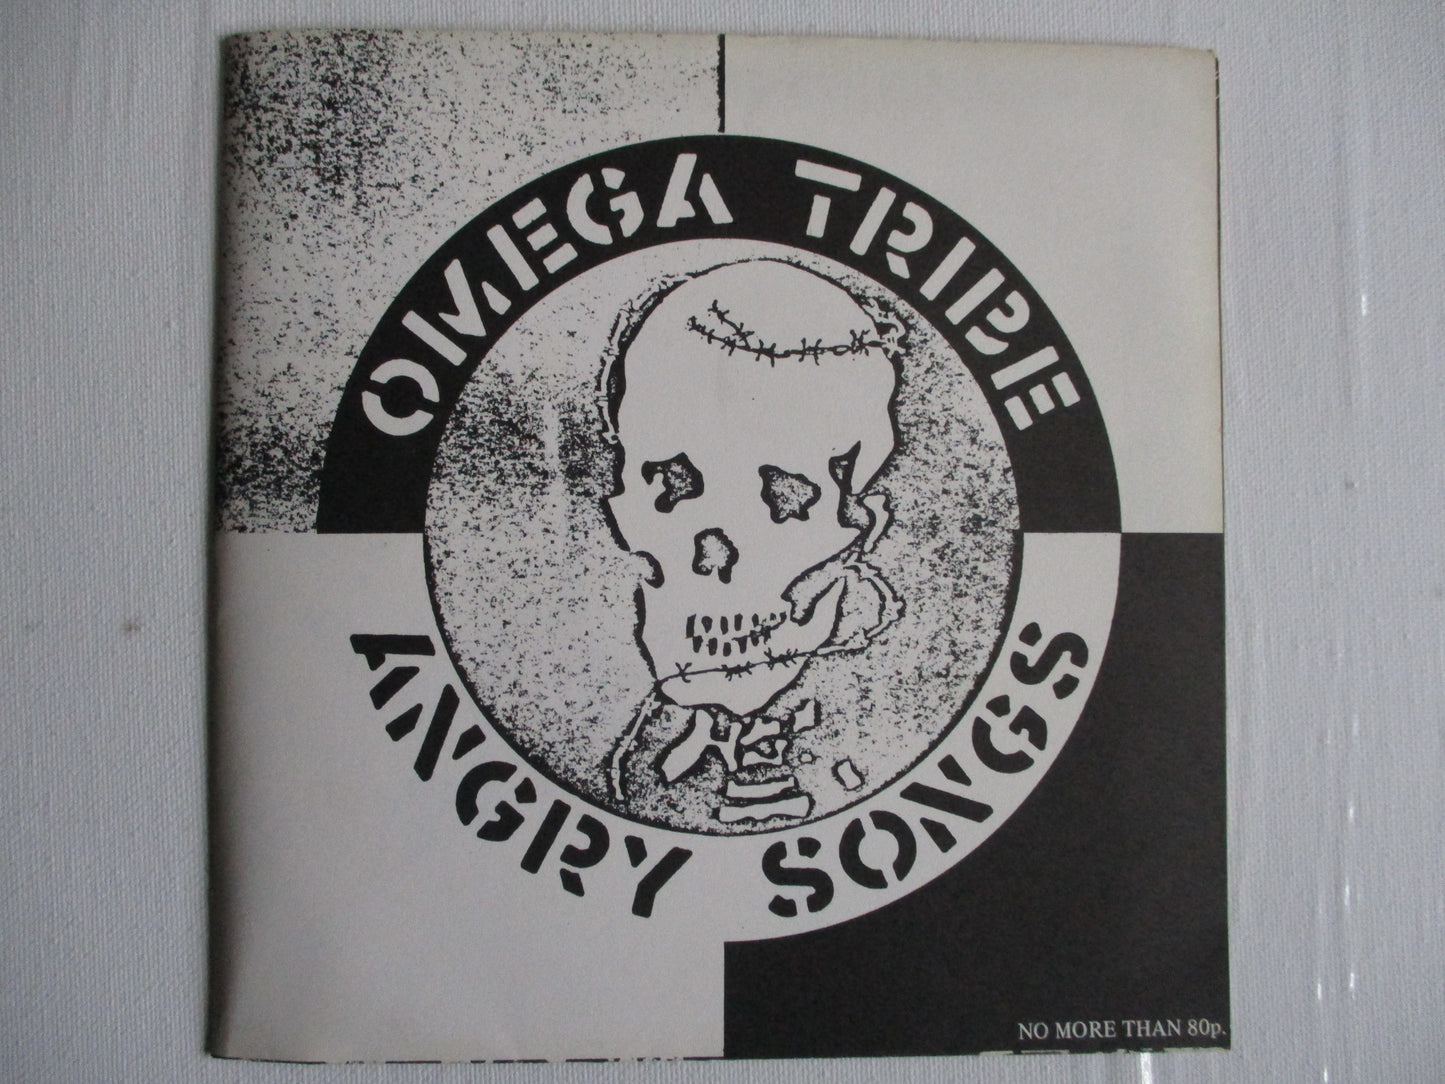 OMEGA TRIBE
ANGRY SONGS
NO MORE THAN 80p.